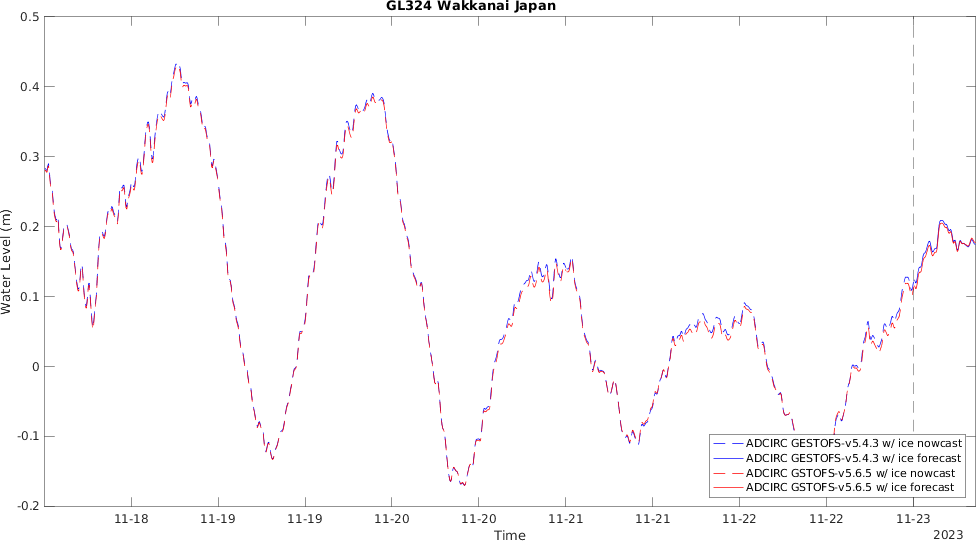 GL324 Wakkanai Japan
0.5
0.4
0.3
0.2
0.1
0
-0.1
-0.2
Water Level (m)
ADCIRC GESTOFS-v5.4.3 w/ ice nowcast
ADCIRC GESTOFS-v5.4.3 w/ ice forecast
ADCIRC GSTOFS-v5.6.5 w/ ice nowcast
ADCIRC GSTOFS-v5.6.5 w/ ice forecast
11-18 11-19 11-19 11-20 11-20 11-21 11-21 11-22 11-22 11-23
Time
2023